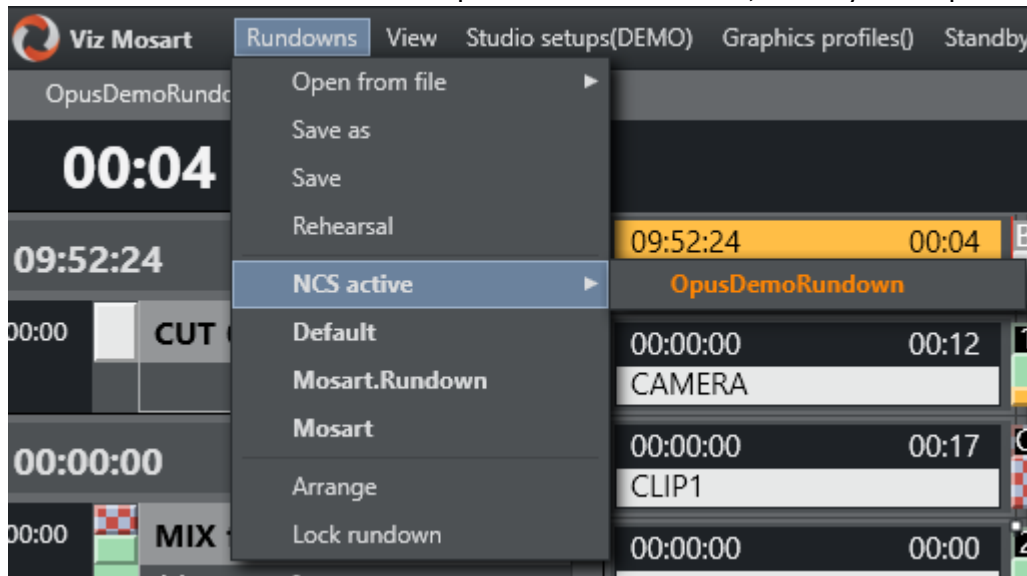 Viz Mosart Rundowns View Studio setups(DEMO) Graphics profiles() Standby
OpusDemoRundo
Open from file
Save as
00:04
Save
Rehearsal
09:52:24
09:52:24 00:04
NCS active
OpusDemoRundown
00:00
CUT
Default
00:00:00 00:12
Mosart.Rundown
CAMERA
Mosart
00:00:00
00:00:00 00:17
CLIP1
Arrange
00:00
MIX
Lock rundown
00:00:00 00:00